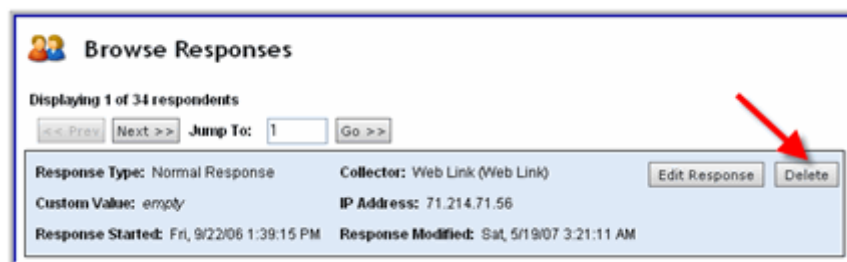 Browse Responses
Displaying 1 of 34 respondents
<< Prev Next >> Jump To: 1 Go >>
Response Type: Normal Response Collector: Web Link (Web Link) Edit Response Delete
Custom Value: empty IP Address: 71.214.71.56
Response Started: Fri, 9/22/06 1:39:15 PM Response Modified: Sat, 5/19/07 3:21:11 AM